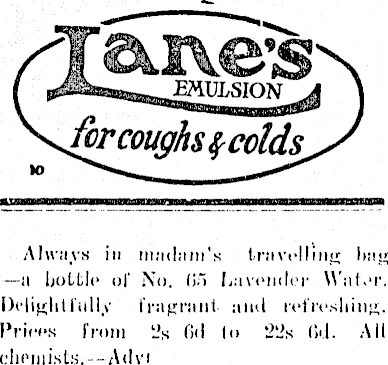 Lane's
EMULSION
for coughs & colds
10
Always in madam's travelling bag
—a bottle of No. 65 Lavender Water.
Delightfully fragrant and refreshing.
Prices from 2s 6d to 22s 6d. All
chemists.—Advt